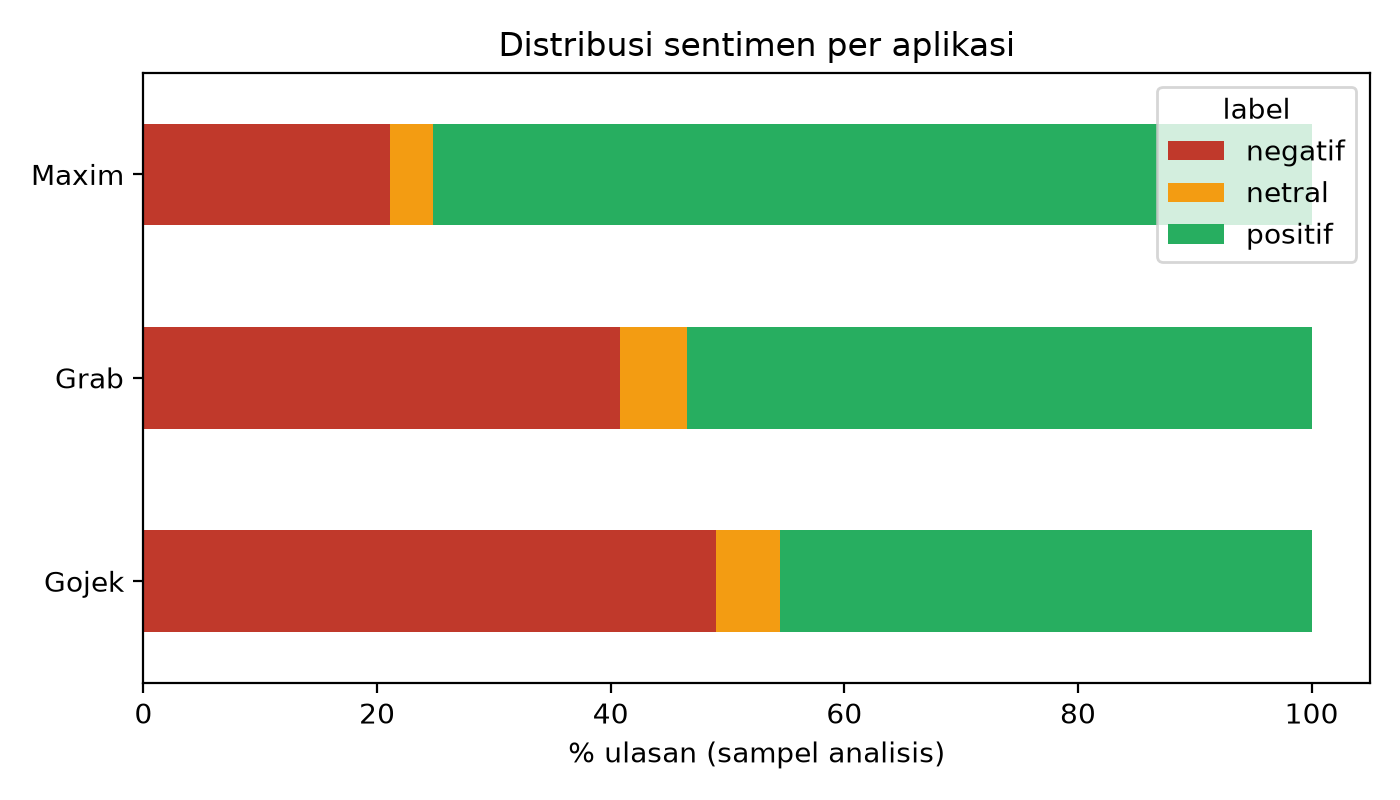 Distribusi sentimen per aplikasi
label
negatif
netral
positif
Maxim
Grab
Gojek
0 20 40 60 80 100
% ulasan (sampel analisis)